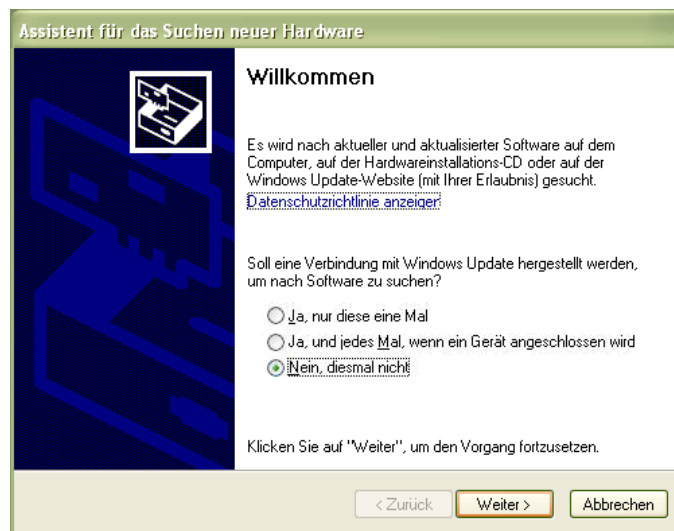 Assistent für das Suchen neuer Hardware
Willkommen
Es wird nach aktueller und aktualisierter Software auf dem
Computer, auf der Hardwareinstallations-CD oder auf der
Windows Update-Website (mit Ihrer Erlaubnis) gesucht.
Datenschutzrichtlinie anzeigen
Soll eine Verbindung mit Windows Update hergestellt werden,
um nach Software zu suchen?
Ja, nur diese eine Mal
Ja, und jedes Mal, wenn ein Gerät angeschlossen wird
Nein, diesmal nicht
Klicken Sie auf "Weiter", um den Vorgang fortzusetzen.
< Zurück Weiter > Abbrechen